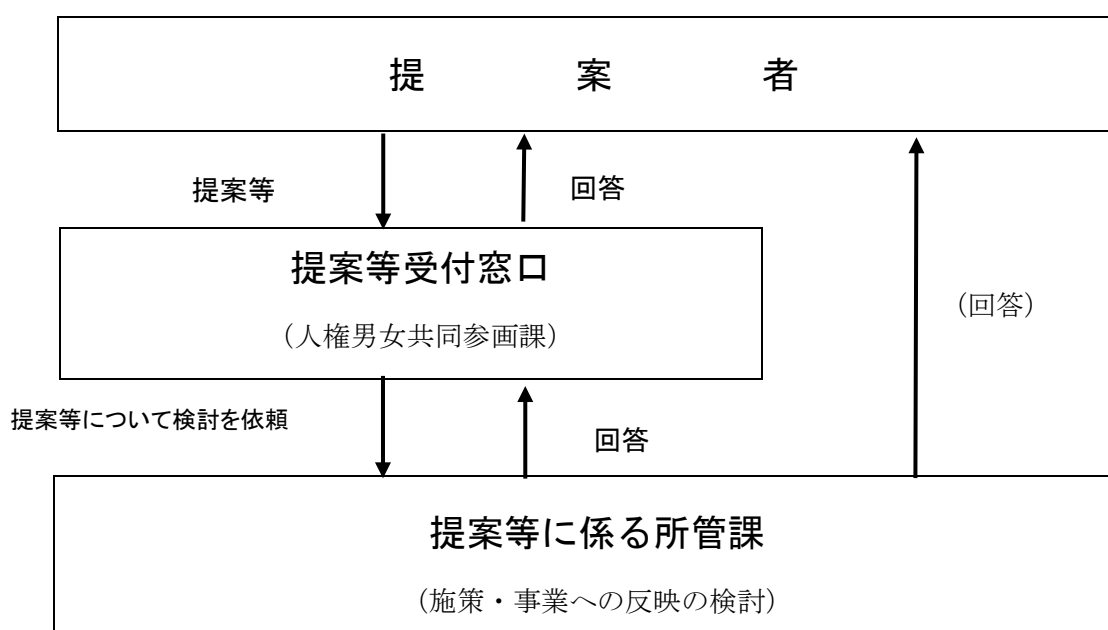 提　案　者
提案等
回答
提案等受付窓口
（人権男女共同参画課）
（回答）
提案等について検討を依頼
回答
提案等に係る所管課
（施策・事業への反映の検討）